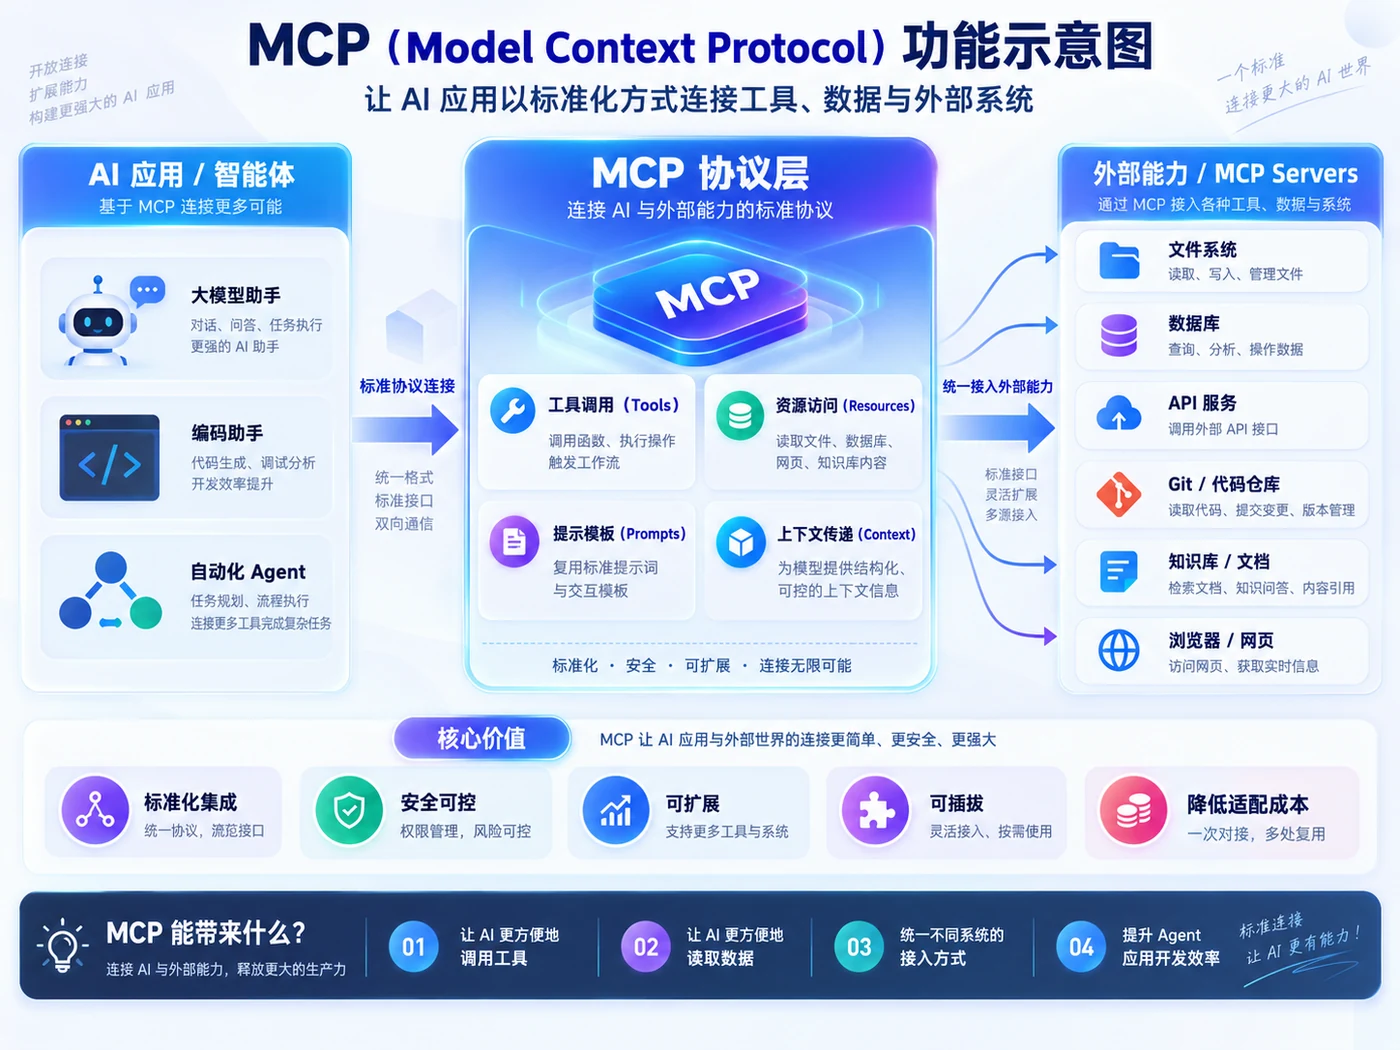 MCP（Model Context Protocol）功能示意图
让 AI 应用以标准化方式连接工具、数据与外部系统
开放连接
扩展能力
构建更强大的 AI 应用
一个标准
连接更大的 AI 世界
AI 应用 / 智能体
基于 MCP 连接更多可能
大模型助手
对话、问答、任务执行
更强的 AI 助手
编码助手
代码生成、调试分析
开发效率提升
自动化 Agent
任务规划、流程执行
连接更多工具完成复杂任务
标准协议连接
统一格式
标准接口
双向通信
MCP 协议层
连接 AI 与外部能力的标准协议
MCP
工具调用（Tools）
调用函数、执行操作
触发工作流
资源访问（Resources）
读取文件、数据库、
网页、知识库内容
提示模板（Prompts）
复用标准提示词
与交互模板
上下文传递（Context）
为模型提供结构化、
可控的上下文信息
标准化 · 安全 · 可扩展 · 连接无限可能
统一接入外部能力
标准接口
灵活扩展
多源接入
外部能力 / MCP Servers
通过 MCP 接入各种工具、数据与系统
文件系统
读取、写入、管理文件
数据库
查询、分析、操作数据
API 服务
调用外部 API 接口
Git / 代码仓库
读取代码、提交变更、版本管理
知识库 / 文档
检索文档、知识问答、内容引用
浏览器 / 网页
访问网页、获取实时信息
核心价值
MCP 让 AI 应用与外部世界的连接更简单、更安全、更强大
标准化集成
统一协议，流范接口
安全可控
权限管理，风险可控
可扩展
支持更多工具与系统
可插拔
灵活接入、按需使用
降低适配成本
一次对接，多处复用
MCP 能带来什么？
连接 AI 与外部能力，释放更大的生产力
01
让 AI 更方便地
调用工具
02
让 AI 更方便地
读取数据
03
统一不同系统的
接入方式
04
提升 Agent
应用开发效率
标准连接
让 AI 更有能力！